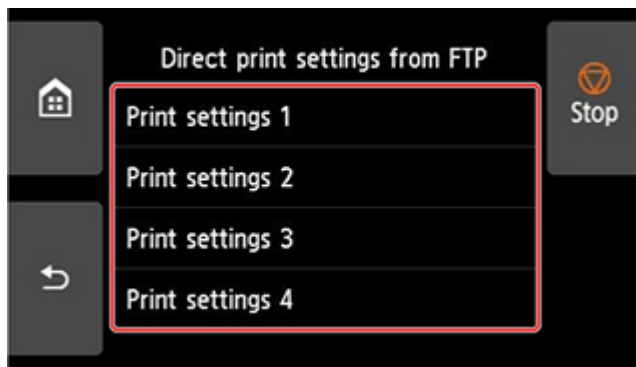 Direct print settings from FTP
Stop
Print settings 1
Print settings 2
Print settings 3
Print settings 4